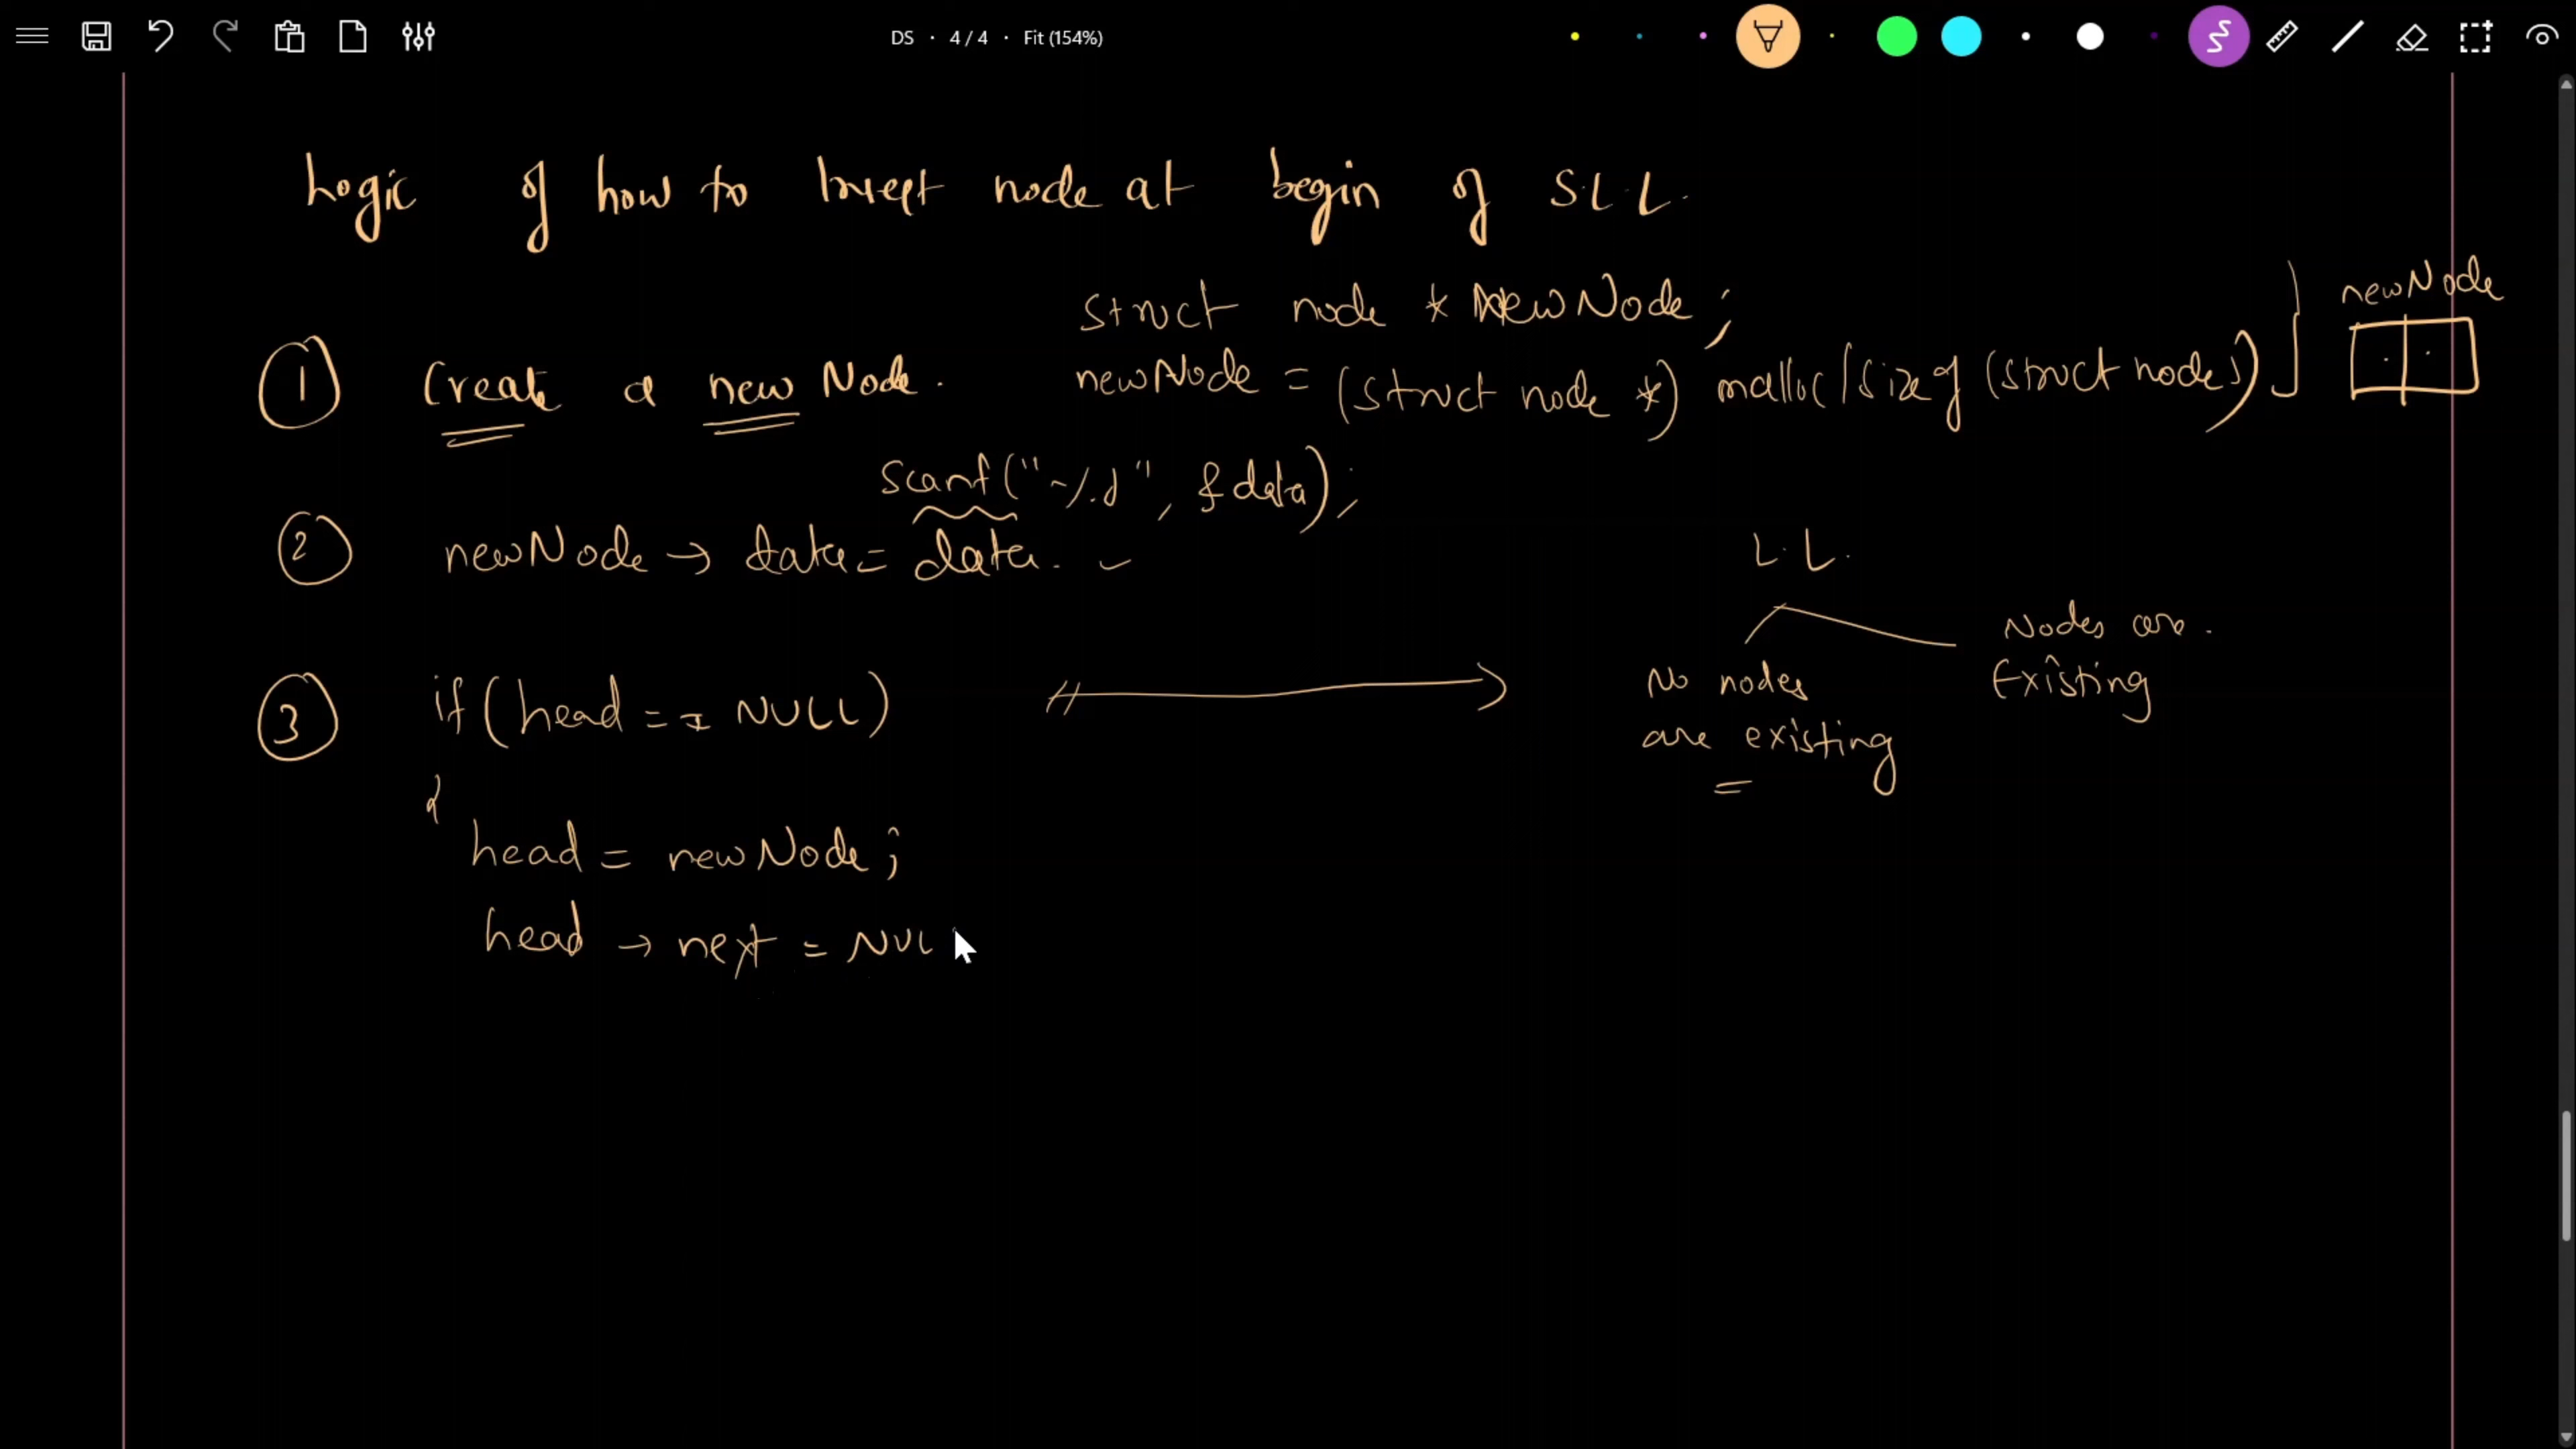 DS · 4 / 4 · Fit (154%)
Logic of how to Insert node at begin of S.L.L.
struct node * newNode;
newNode
① Create a new Node.
newNode = (struct node *) malloc(sizeof(struct node))
scanf("%d", &data);
② newNode → data = data.
L.L.
Nodes are.
Existing
③ if(head == NULL)
No nodes
are existing
{
head = newNode;
head → next = NUL